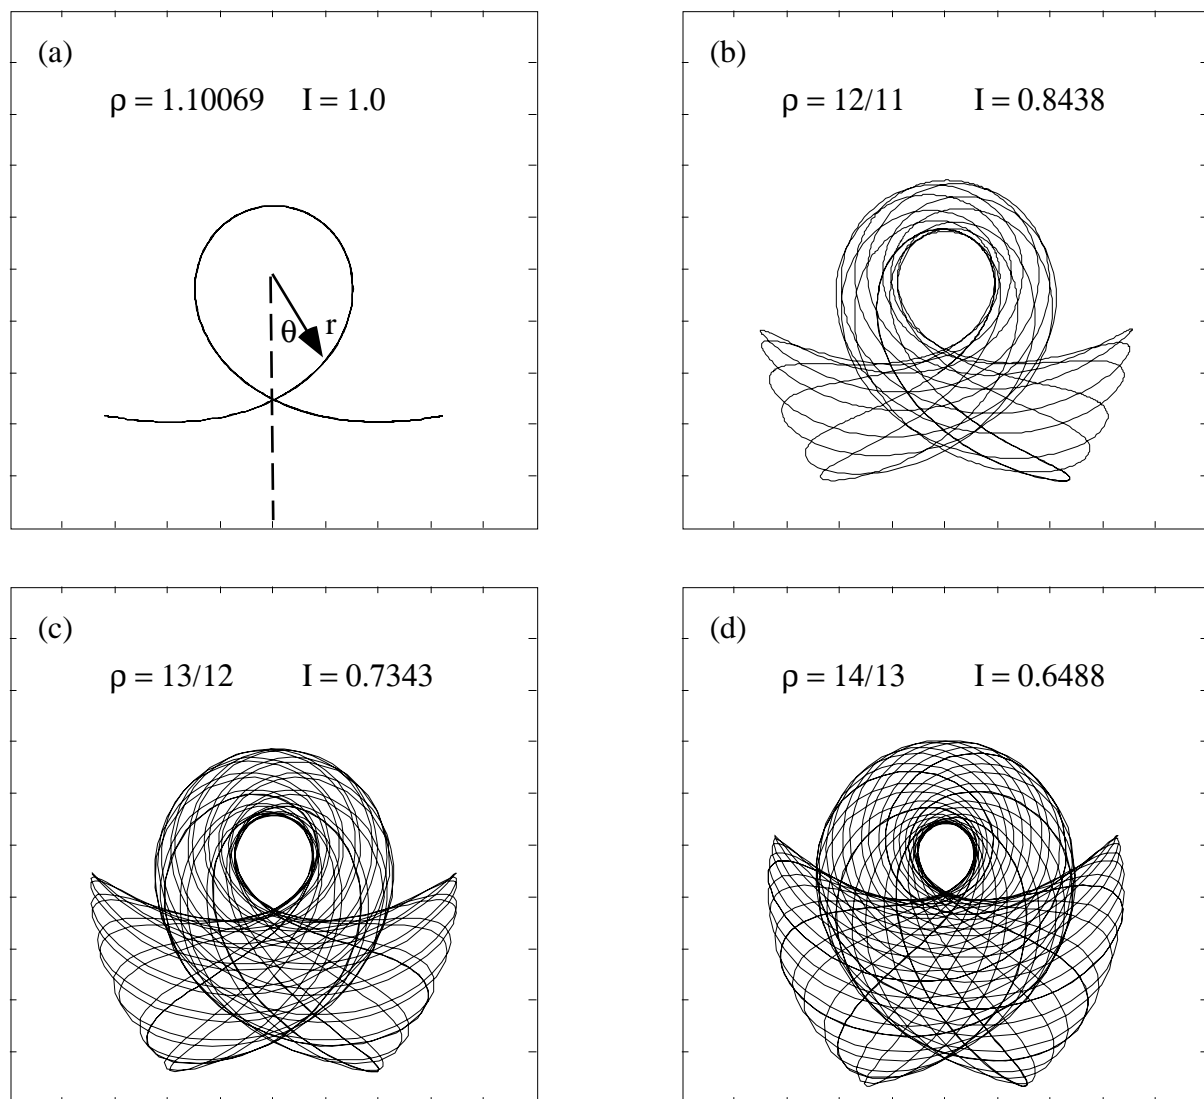 (a)
ρ = 1.10069 I = 1.0
θ r
(b)
ρ = 12/11 I = 0.8438
(c)
ρ = 13/12 I = 0.7343
(d)
ρ = 14/13 I = 0.6488